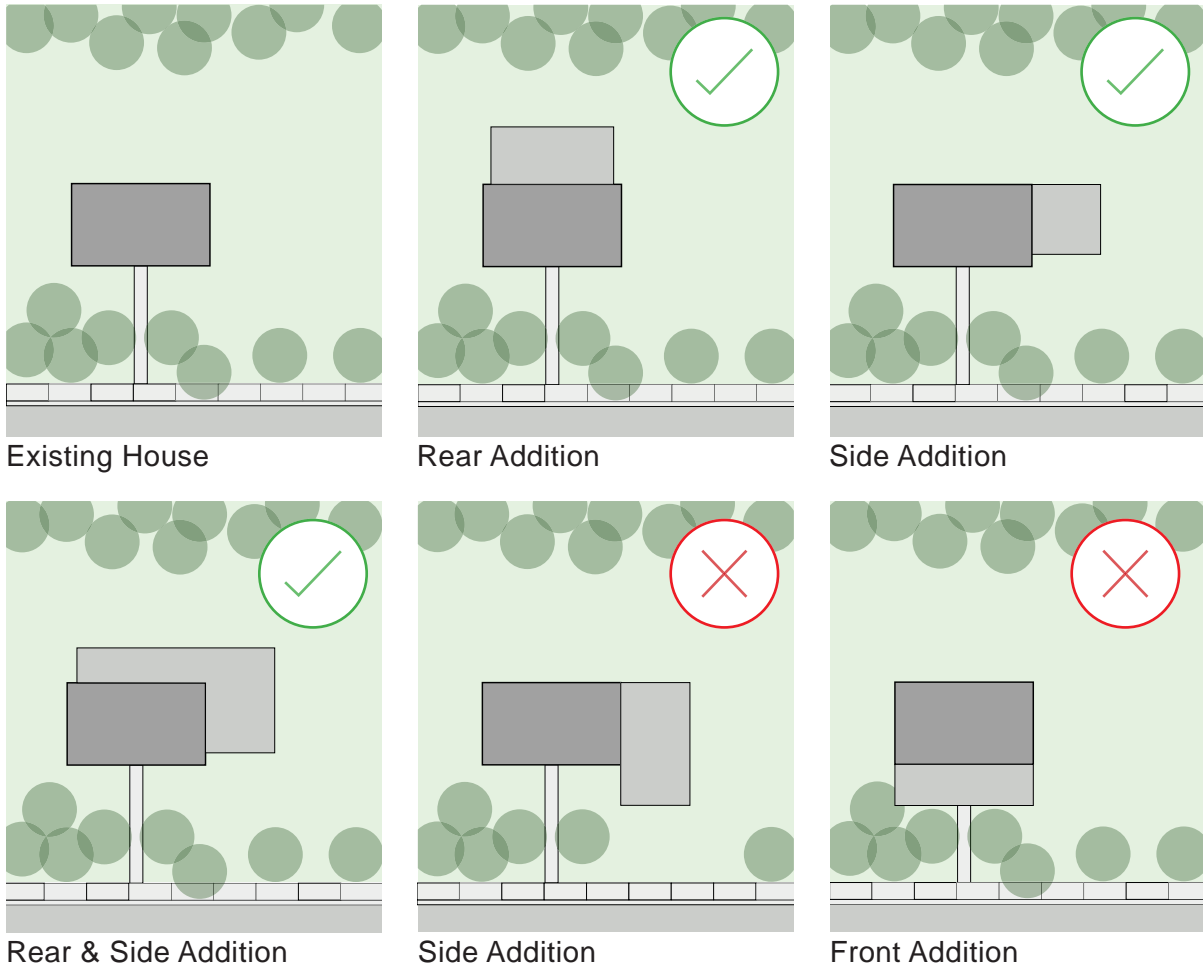 Existing House
Rear Addition
Side Addition
Rear & Side Addition
Side Addition
Front Addition